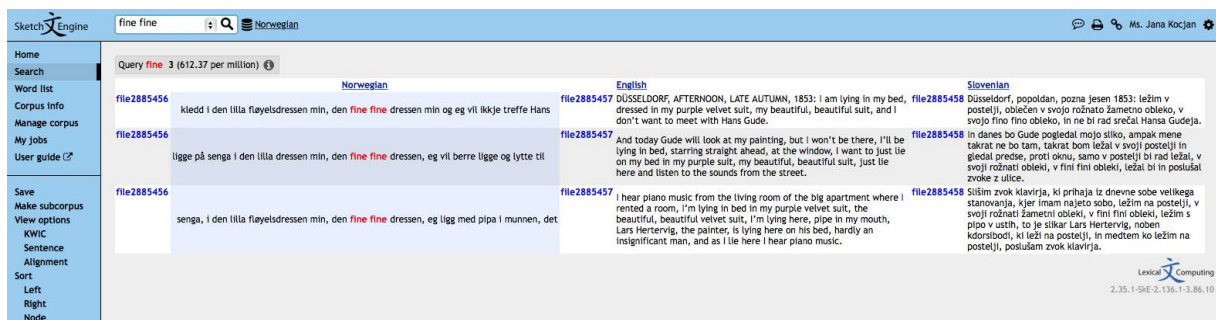 Sketch Engine
fine fine
Norwegian
Ms. Jana Kocjan
Home
Search
Word list
Corpus info
Manage corpus
My jobs
User guide
Save
Make subcorpus
View options
KWIC
Sentence
Alignment
Sort
Left
Right
Node
Query fine 3 (612.37 per million)
Norwegian
English
Slovenian
file2885456
kledd i den lilla fløyelsdressen min, den fine fine dressen min og eg vil ikkje treffe Hans
file2885457
DÜSSELDORF, AFTERNOON, LATE AUTUMN, 1853: I am lying in my bed,
dressed in my purple velvet suit, my beautiful, beautiful suit, and I
don't want to meet with Hans Gude.
file2885458
Düsseldorf, popoldan, pozna jesen 1853: ležim v
postelji, oblečen v svojo rožnato žametno obleko, v
svojo fino fino obleko, in ne bi rad srečal Hansa Gudeja.
file2885456
ligge på senga i den lilla dressen min, den fine fine dressen, eg vil berre ligge og lytte til
file2885457
And today Gude will look at my painting, but I won't be there, I'll be
lying in bed, starring straight ahead, at the window, I want to just lie
on my bed in my purple suit, my beautiful, beautiful suit, just lie
here and listen to the sounds from the street.
file2885458
In danes bo Gude pogledal mojo sliko, ampak mene
takrat ne bo tam, takrat bom ležal v svoji postelji in
gledal predse, proti oknu, samo v postelji bi rad ležal, v
svoji rožnati obleki, v fini fini obleki, ležal bi in poslušal
zvoke z ulice.
file2885456
senga, i den lilla fløyelsdressen min, den fine fine dressen, eg ligg med pipa i munnen, det
file2885457
I hear piano music from the living room of the big apartment where I
rented a room, I'm lying in bed in my purple velvet suit, the
beautiful, beautiful velvet suit, I'm lying here, pipe in my mouth,
Lars Hertervig, the painter, is lying here on his bed, hardly an
insignificant man, and as I lie here I hear piano music.
file2885458
Slišim zvok klavirja, ki prihaja iz dnevne sobe velikega
stanovanja, kjer imam najeto sobo, ležim na postelji, v
svoji rožnati žametni obleki, v fini fini obleki, ležim s
pipo v ustih, to je slikar Lars Hertervig, noben
kdorsibodi, ki leži na postelji, in medtem ko ležim na
postelji, poslušam zvok klavirja.
Lexical Computing
2.35.1-SkE-2.136.1-3.86.10